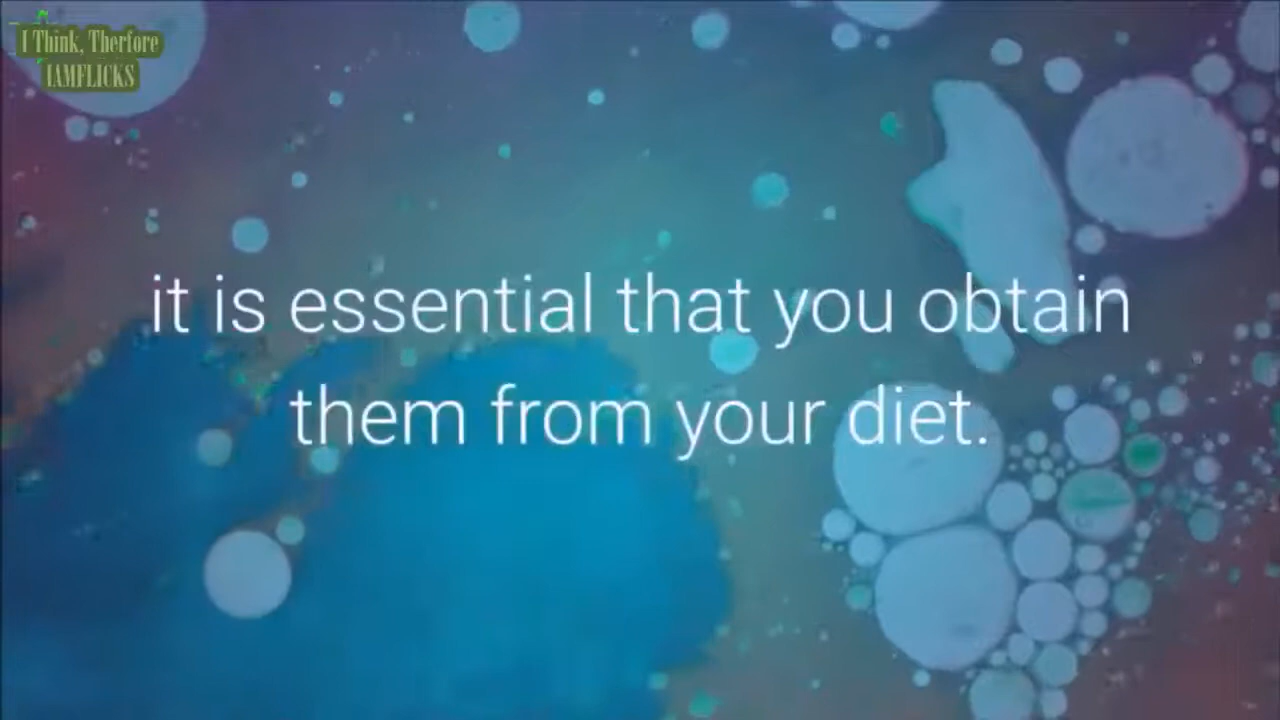 I Think, Therfore
IAMFLICKS
it is essential that you obtain
them from your diet.